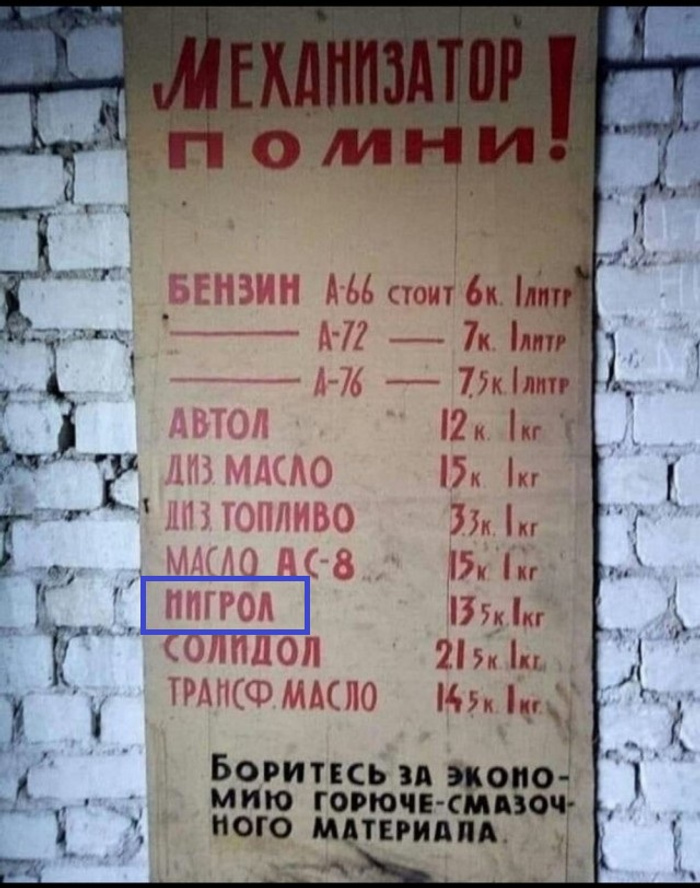 МЕХАНИЗАТОР
ПОМНИ!
БЕНЗИН А-66 СТОИТ 6К. 1ЛИТР
— А-72 — 7К. 1ЛИТР
— А-76 — 7,5К. 1ЛИТР
АВТОЛ 12К. 1КГ
ДИЗ. МАСЛО 15К 1КГ
ДИЗ. ТОПЛИВО 3,3К. 1КГ
МАСЛО АС-8 15К 1КГ
НИГРОЛ 13,5К. 1КГ
СОЛИДОЛ 21,5К. 1КГ.
ТРАНСФ. МАСЛО 14,5К. 1КГ.
БОРИТЕСЬ ЗА ЭКОНО-
МИЮ ГОРЮЧЕ-СМАЗОЧ-
НОГО МАТЕРИАЛА.